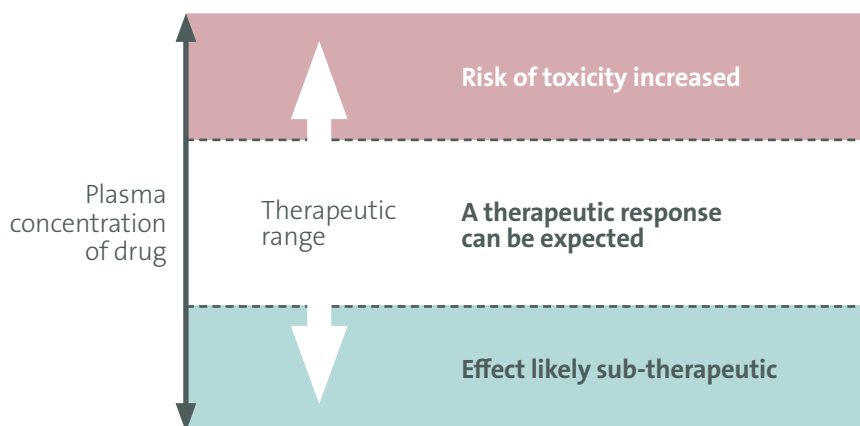 Risk of toxicity increased
Plasma
concentration
of drug
Therapeutic
range
A therapeutic response
can be expected
Effect likely sub-therapeutic